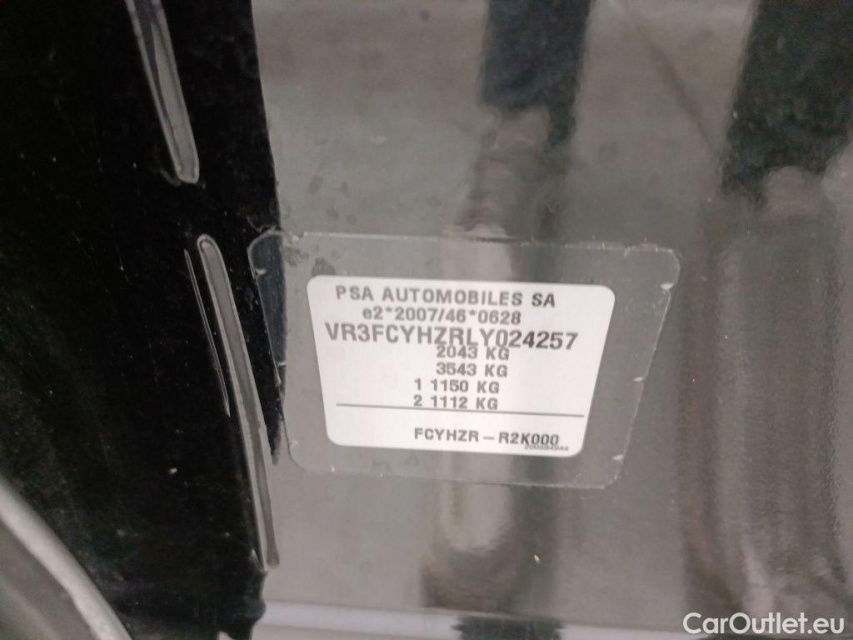 PSA AUTOMOBILES SA
e2*2007/46*0628
VR3FCYHZRLY024257
2043 KG
3543 KG
1 1150 KG
2 1112 KG
FCYHZR – R2K000
CarOutlet.eu